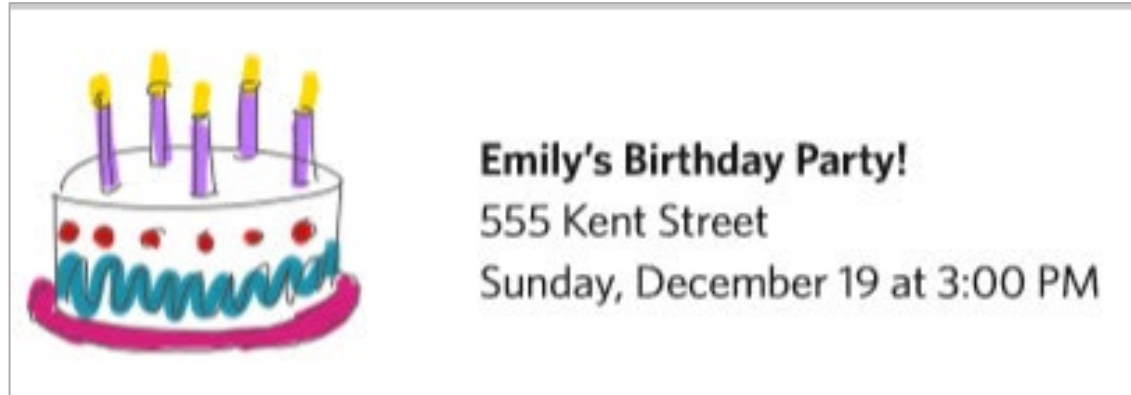 Emily’s Birthday Party!
555 Kent Street
Sunday, December 19 at 3:00 PM